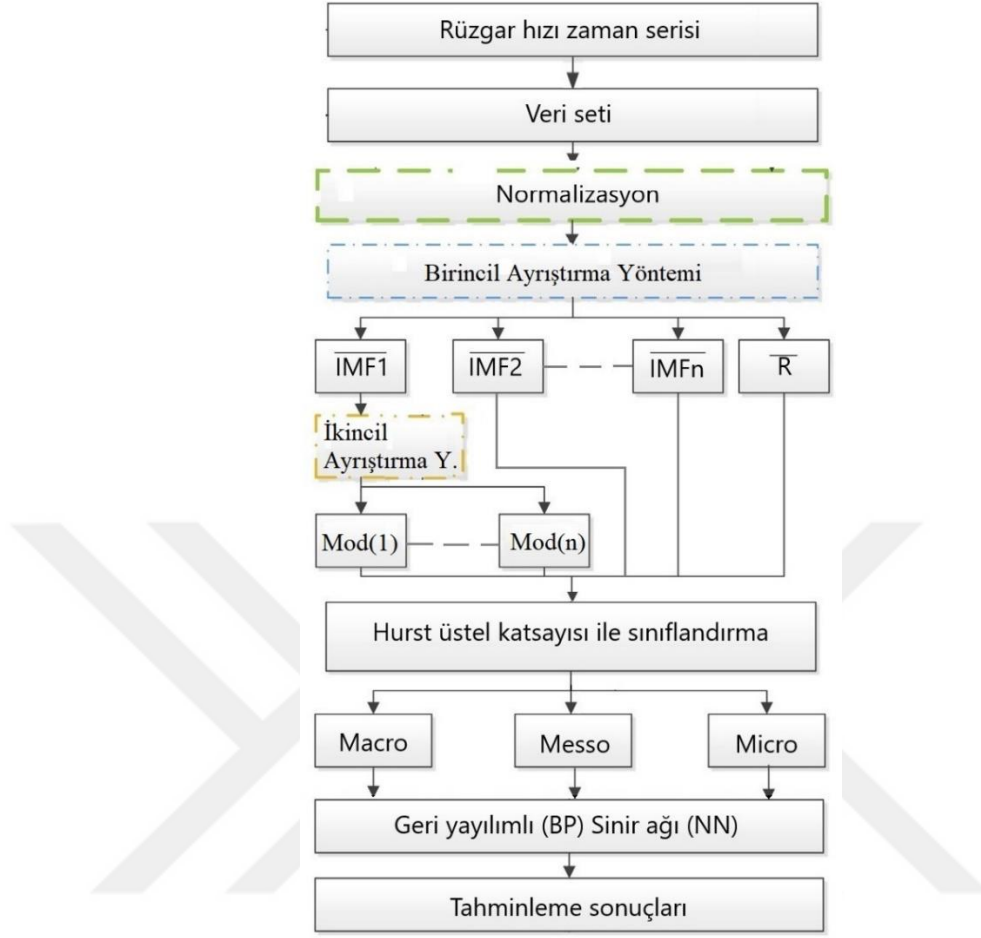 Rüzgar hızı zaman serisi
Veri seti
Normalizasyon
Birincil Ayrıştırma Yöntemi
IMF1
IMF2
IMFn
R
İkincil
Ayrıştırma Y.
Mod(1)
Mod(n)
Hurst üstel katsayısı ile sınıflandırma
Macro
Messo
Micro
Geri yayılımlı (BP) Sinir ağı (NN)
Tahminleme sonuçları